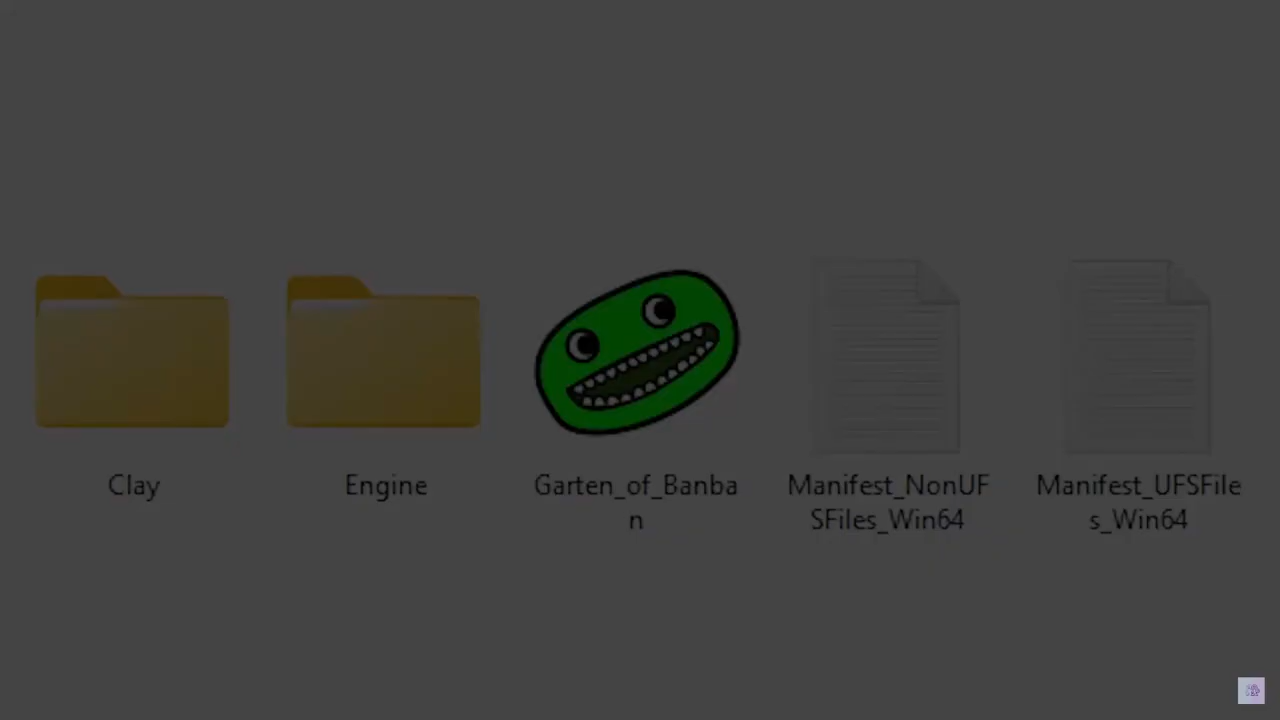 Clay
Engine
Garten_of_Banba
n
Manifest_NonUF
SFiles_Win64
Manifest_UFSFile
s_Win64